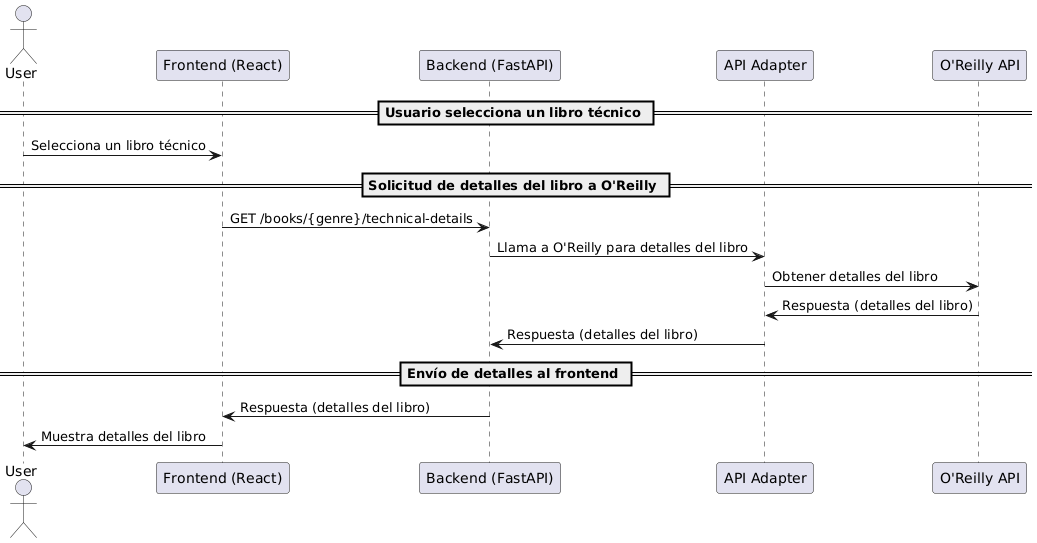 User
Frontend (React)
Backend (FastAPI)
API Adapter
O'Reilly API
Usuario selecciona un libro técnico
Selecciona un libro técnico
Solicitud de detalles del libro a O'Reilly
GET /books/{genre}/technical-details
Llama a O'Reilly para detalles del libro
Obtener detalles del libro
Respuesta (detalles del libro)
Respuesta (detalles del libro)
Envío de detalles al frontend
Respuesta (detalles del libro)
Muestra detalles del libro
User
Frontend (React)
Backend (FastAPI)
API Adapter
O'Reilly API